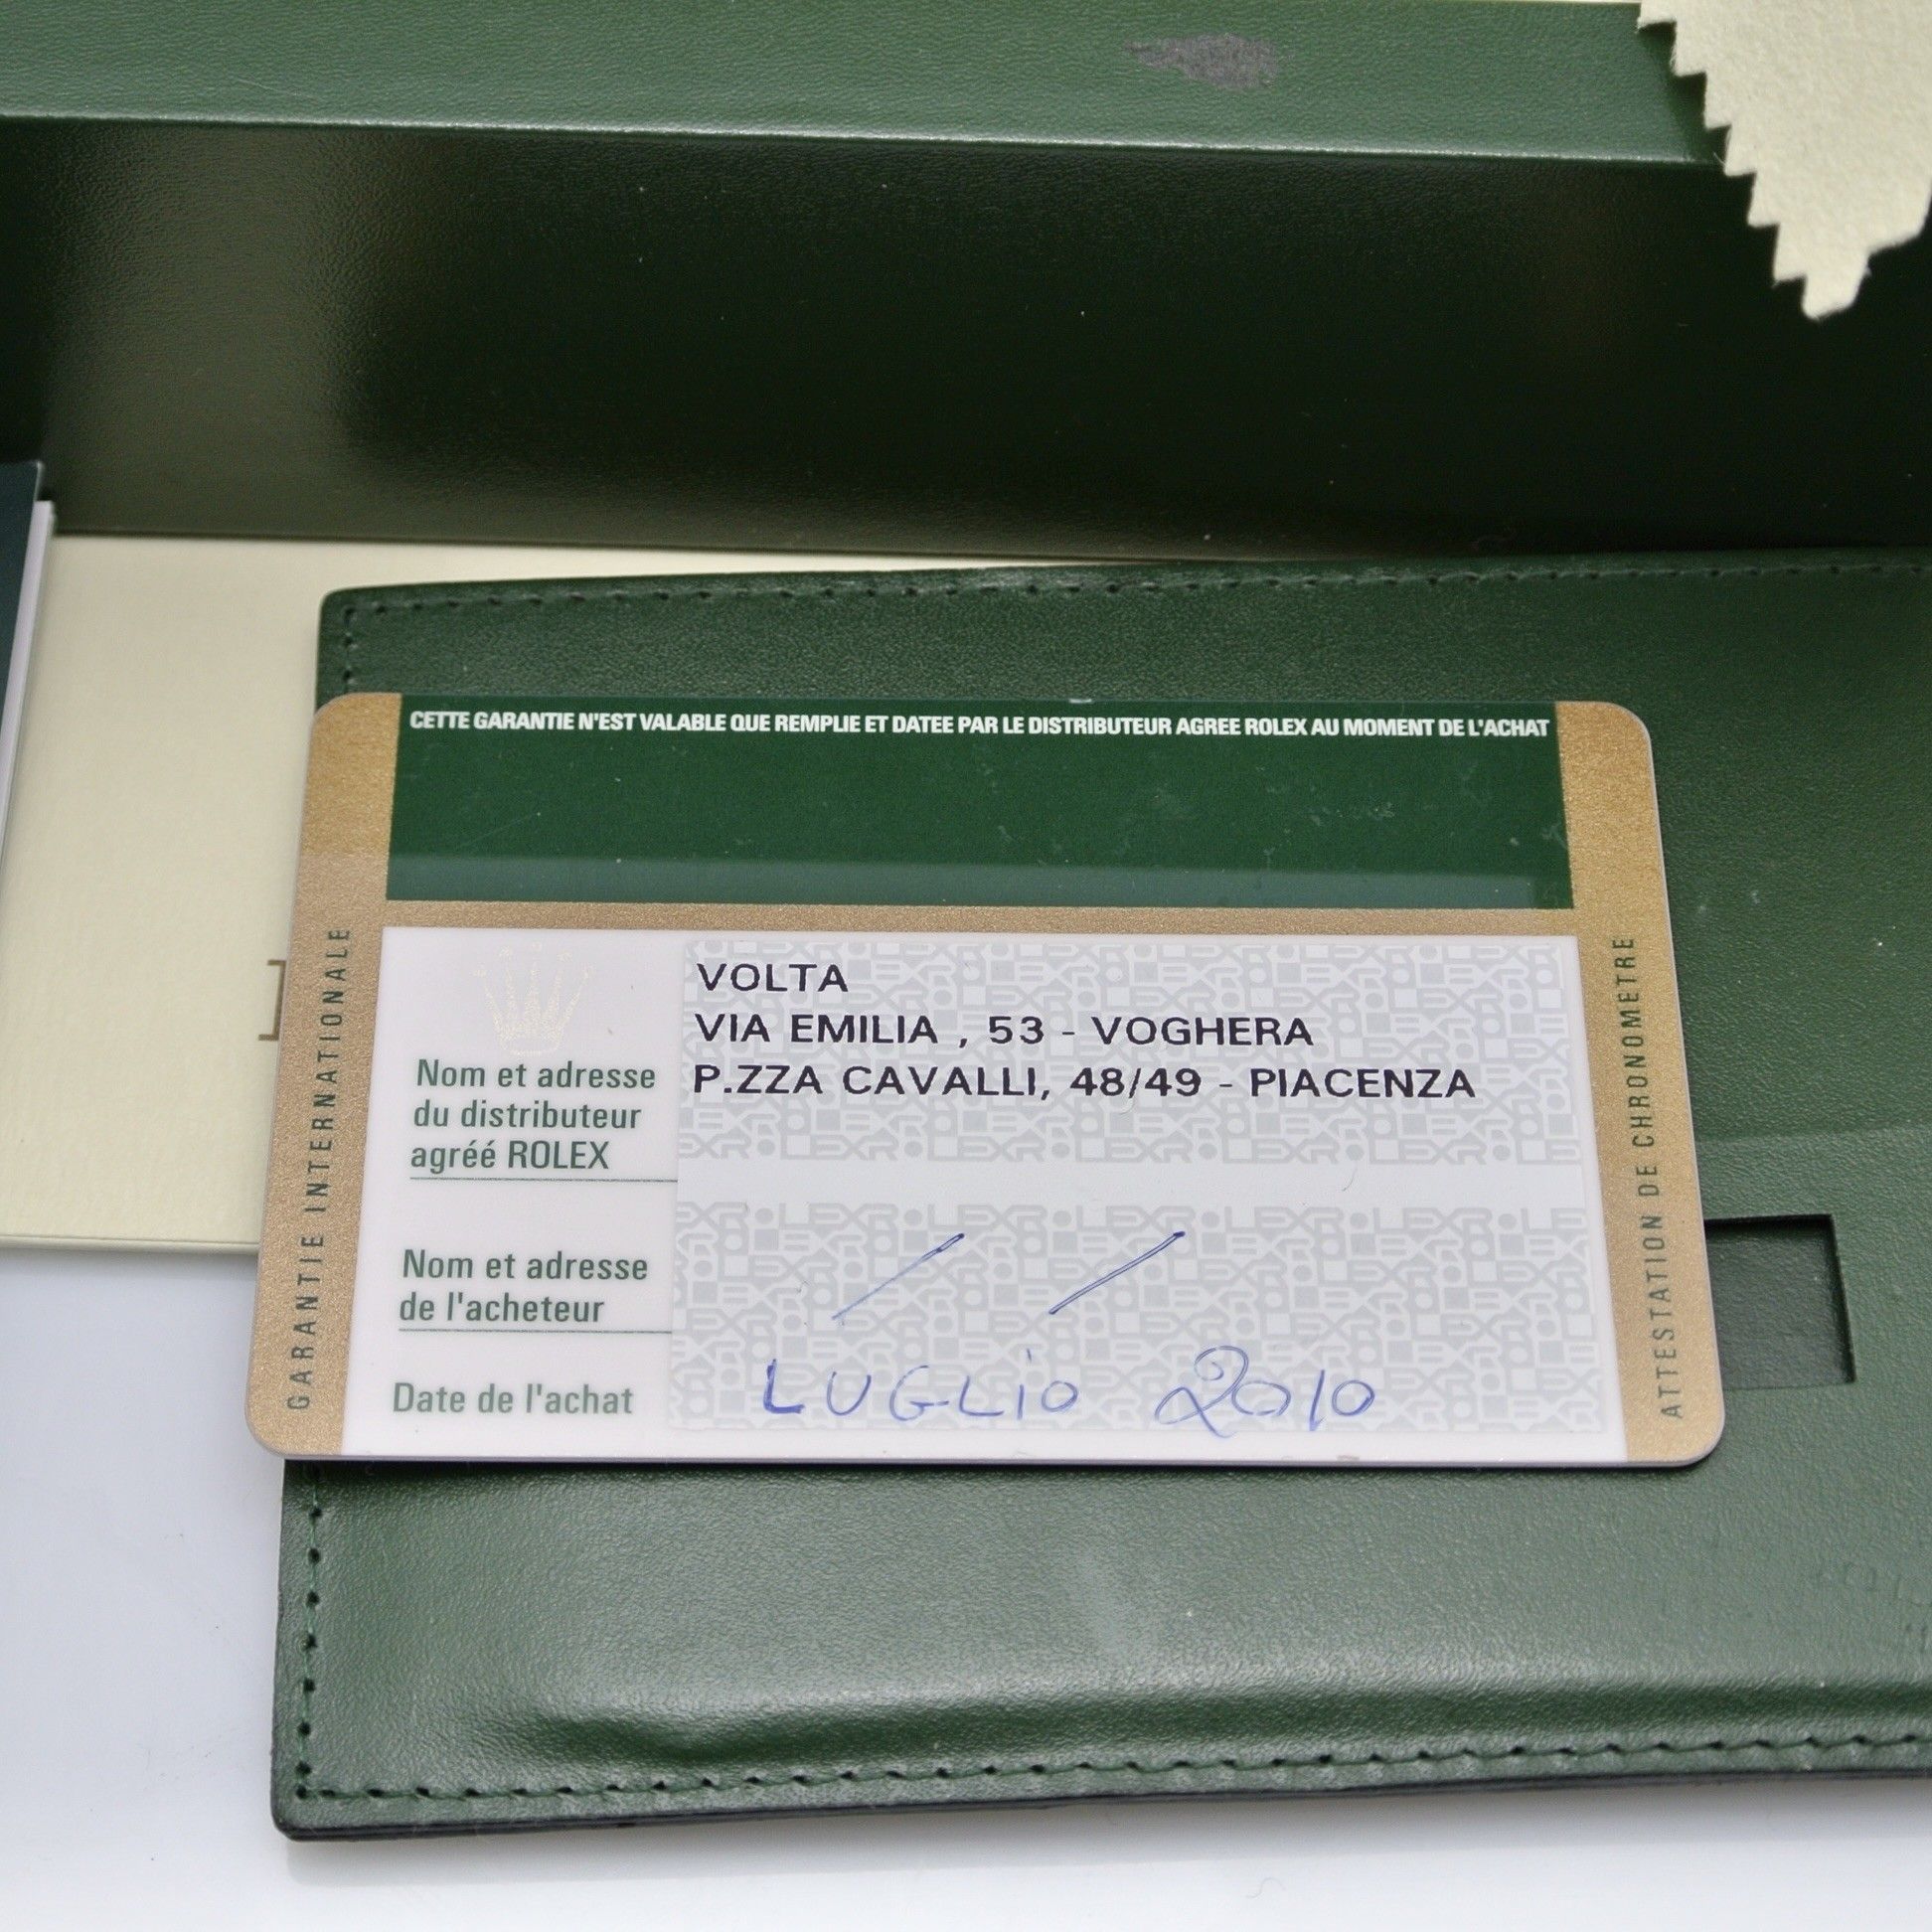 CETTE GARANTIE N'EST VALABLE QUE REMPLIE ET DATEE PAR LE DISTRIBUTEUR AGREE ROLEX AU MOMENT DE L'ACHAT
GARANTIE INTERNATIONALE
VOLTA
VIA EMILIA , 53 - VOGHERA
P.ZZA CAVALLI, 48/49 - PIACENZA
Nom et adresse
du distributeur
agréé ROLEX
Nom et adresse
de l'acheteur
Date de l'achat
LUGLiO 2010
ATTESTATION DE CHRONOMETRE